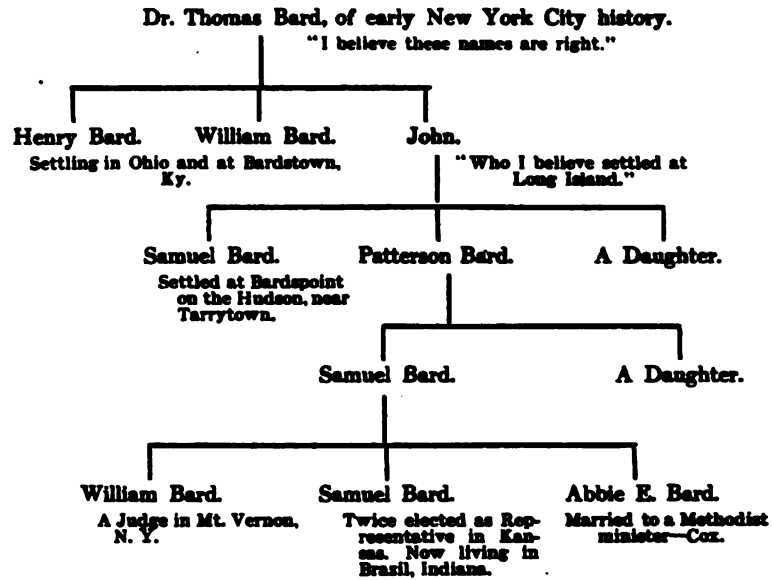 Dr. Thomas Bard, of early New York City history.
"I believe these names are right."
Henry Bard. William Bard. John.
Settling in Ohio and at Bardstown,
Ky.
"Who I believe settled at
Long Island."
Samuel Bard. Patterson Bard. A Daughter.
Settled at Bardspoint
on the Hudson, near
Tarrytown.
Samuel Bard. A Daughter.
William Bard. Samuel Bard. Abbie E. Bard.
A Judge in Mt. Vernon,
N. Y.
Twice elected as Rep-
resentative in Kan-
sas. Now living in
Brazil, Indiana.
Married to a Methodist
minister—Cox.